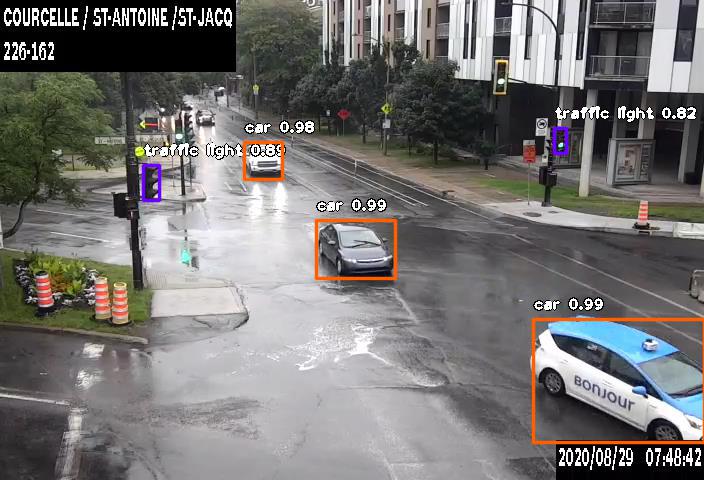 COURCELLE / ST-ANTOINE /ST-JACQ
226-162
car 0.98
traffic light 0.82
traffic light 0.89
car 0.99
car 0.99
BONJOUR
2020/08/29 07:48:42